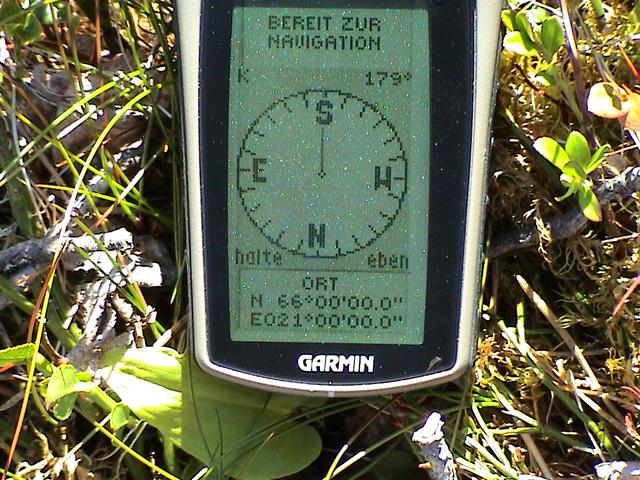 BEREIT ZUR
NAVIGATION
K 179°
S
E W
N
halte eben
ORT
N 66°00'00.0"
E021°00'00.0"
GARMIN